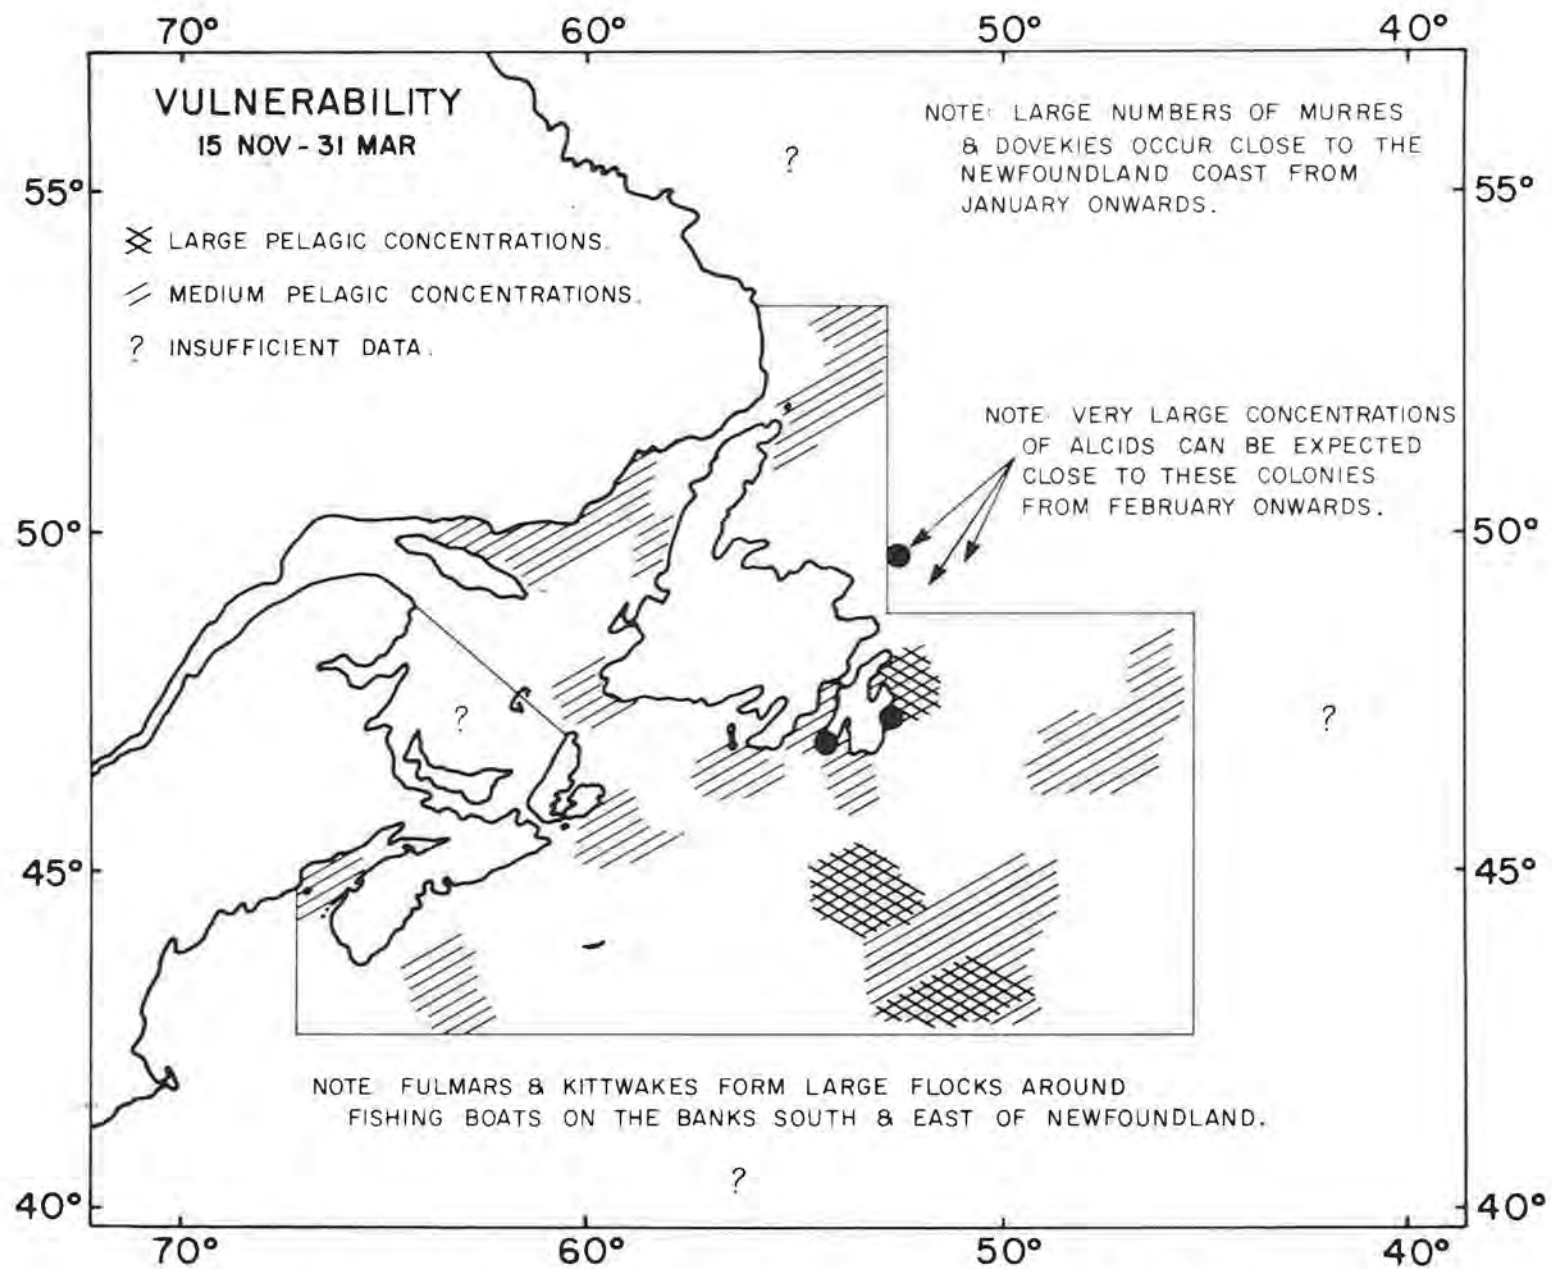 70° 60° 50° 40°
VULNERABILITY
15 NOV - 31 MAR
NOTE: LARGE NUMBERS OF MURRES
& DOVEKIES OCCUR CLOSE TO THE
NEWFOUNDLAND COAST FROM
JANUARY ONWARDS.
?
55° 55°
LARGE PELAGIC CONCENTRATIONS.
MEDIUM PELAGIC CONCENTRATIONS.
? INSUFFICIENT DATA.
NOTE: VERY LARGE CONCENTRATIONS
OF ALCIDS CAN BE EXPECTED
CLOSE TO THESE COLONIES
FROM FEBRUARY ONWARDS.
50° 50°
? ?
45° 45°
NOTE: FULMARS & KITTWAKES FORM LARGE FLOCKS AROUND
FISHING BOATS ON THE BANKS SOUTH & EAST OF NEWFOUNDLAND.
?
40° 40°
70° 60° 50° 40°